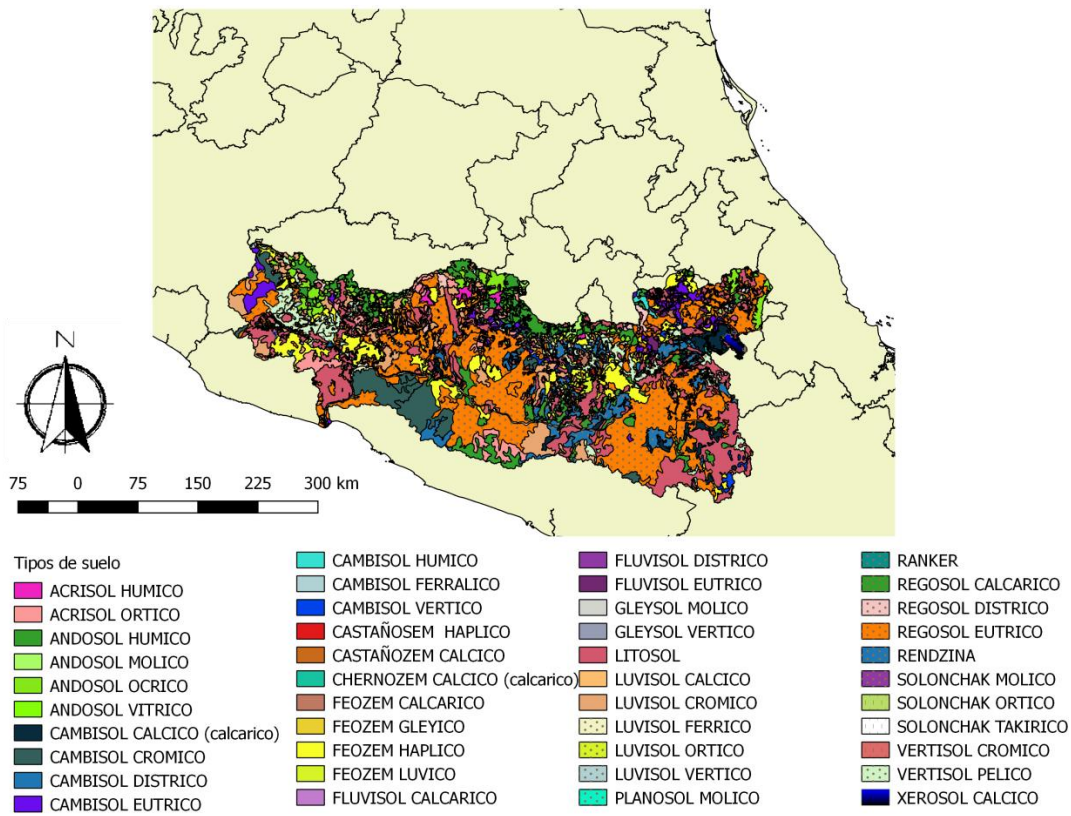 N
75 0 75 150 225 300 km
Tipos de suelo
ACRISOL HUMICO
ACRISOL ORTICO
ANDOSOL HUMICO
ANDOSOL MOLICO
ANDOSOL OCRICO
ANDOSOL VITRICO
CAMBISOL CALCICO (calcarico)
CAMBISOL CROMICO
CAMBISOL DISTRICO
CAMBISOL EUTRICO
CAMBISOL HUMICO
CAMBISOL FERRALICO
CAMBISOL VERTICO
CASTAÑOSEM HAPLICO
CASTAÑOZEM CALCICO
CHERNOZEM CALCICO (calcarico)
FEOZEM CALCARICO
FEOZEM GLEYICO
FEOZEM HAPLICO
FEOZEM LUVICO
FLUVISOL CALCARICO
FLUVISOL DISTRICO
FLUVISOL EUTRICO
GLEYSOL MOLICO
GLEYSOL VERTICO
LITOSOL
LUVISOL CALCICO
LUVISOL CROMICO
LUVISOL FERRICO
LUVISOL ORTICO
LUVISOL VERTICO
PLANOSOL MOLICO
RANKER
REGOSOL CALCARICO
REGOSOL DISTRICO
REGOSOL EUTRICO
RENDZINA
SOLONCHAK MOLICO
SOLONCHAK ORTICO
SOLONCHAK TAKIRICO
VERTISOL CROMICO
VERTISOL PELICO
XEROSOL CALCICO